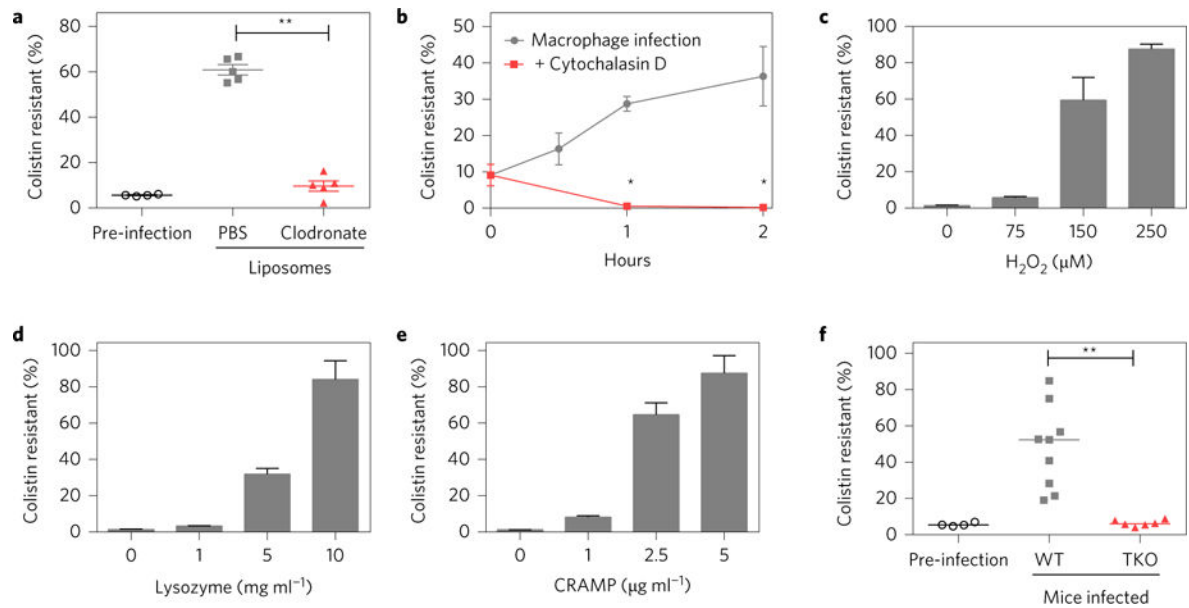 a
Colistin resistant (%)
80
60
40
20
0
**
Pre-infection PBS Clodronate
Liposomes
b
Colistin resistant (%)
50
40
30
20
10
0
Macrophage infection
+ Cytochalasin D
* *
0 1 2
Hours
c
Colistin resistant (%)
100
80
60
40
20
0
0 75 150 250
H₂O₂ (μM)
d
Colistin resistant (%)
100
80
60
40
20
0
0 1 5 10
Lysozyme (mg ml⁻¹)
e
Colistin resistant (%)
100
80
60
40
20
0
0 1 2.5 5
CRAMP (μg ml⁻¹)
f
Colistin resistant (%)
100
80
60
40
20
0
**
Pre-infection WT TKO
Mice infected